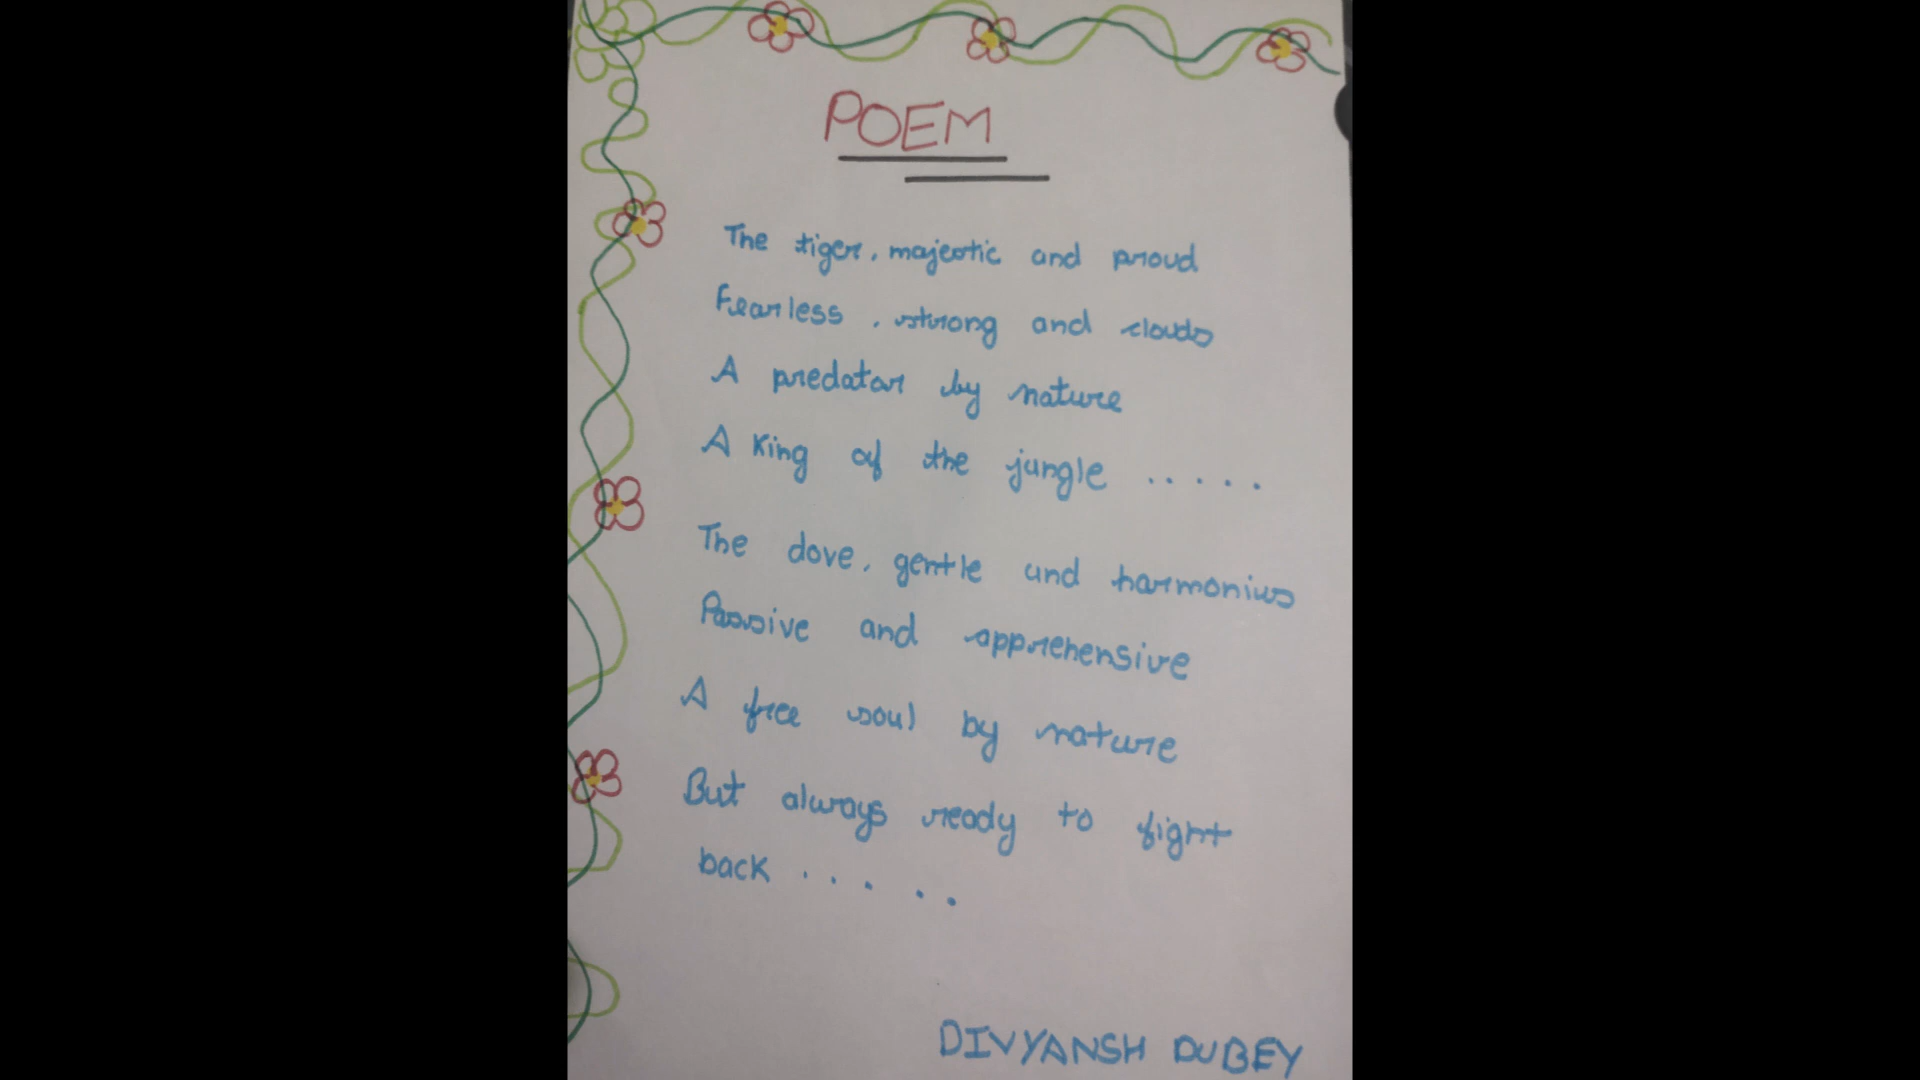 POEM
The tiger, majestic and proud
Fearless, strong and clouds
A predator by nature
A King of the jungle .....
The dove, gentle and harmonius
Passive and apprehensive
A free soul by nature
But always ready to fight
back .....
DIVYANSH DUBEY